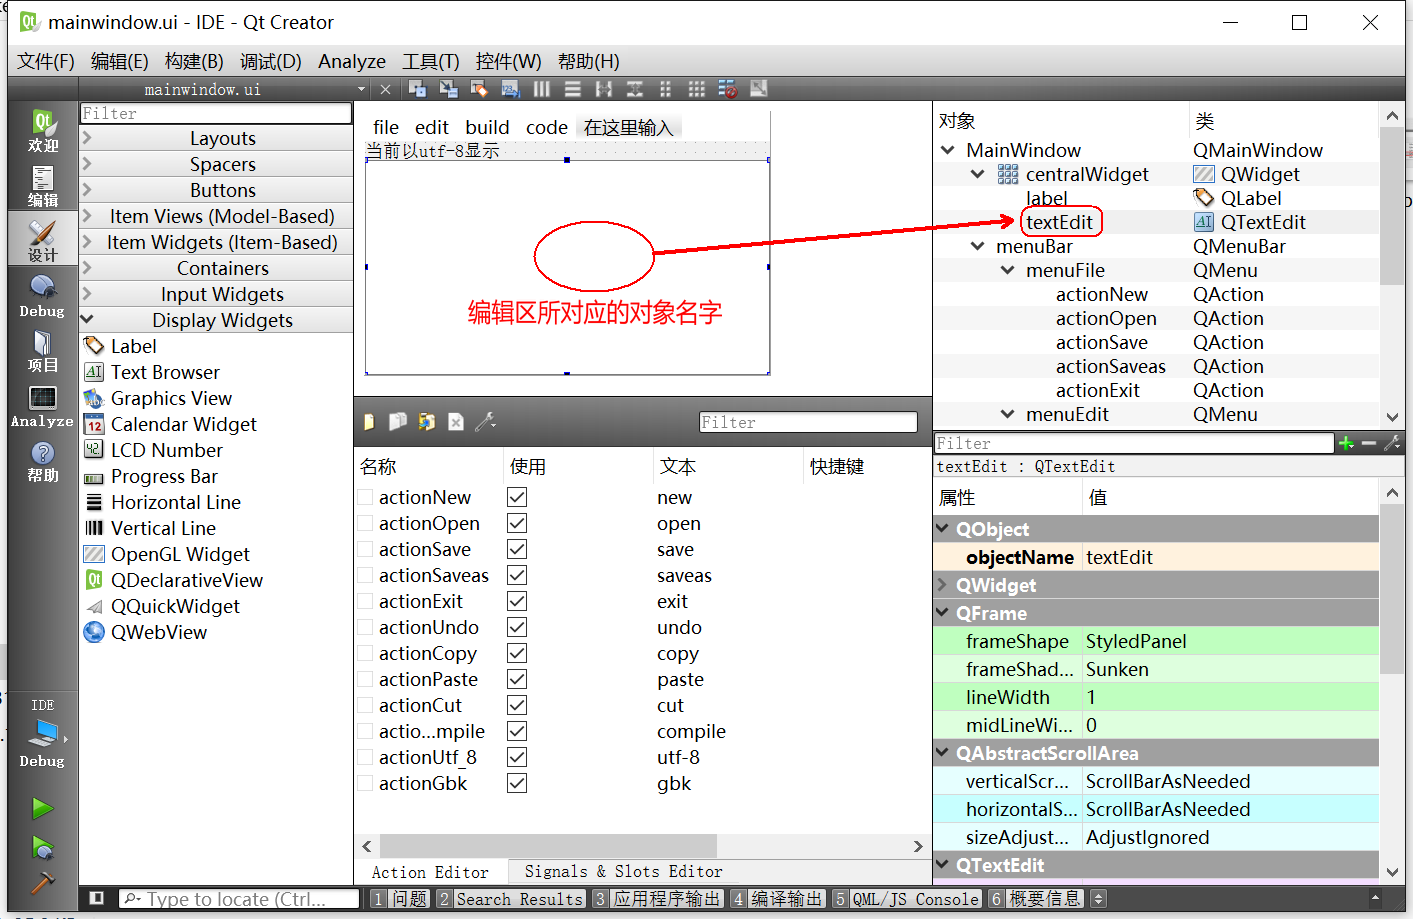 mainwindow.ui - IDE - Qt Creator
文件(F) 编辑(E) 构建(B) 调试(D) Analyze 工具(T) 控件(W) 帮助(H)
mainwindow.ui
欢迎
编辑
设计
Debug
项目
Analyze
帮助
IDE
Debug
Filter
Layouts
Spacers
Buttons
Item Views (Model-Based)
Item Widgets (Item-Based)
Containers
Input Widgets
Display Widgets
Label
Text Browser
Graphics View
Calendar Widget
LCD Number
Progress Bar
Horizontal Line
Vertical Line
OpenGL Widget
QDeclarativeView
QQuickWidget
QWebView
file edit build code 在这里输入
当前以utf-8显示
编辑区所对应的对象名字
Filter
名称 使用 文本 快捷键
actionNew new
actionOpen open
actionSave save
actionSaveas saveas
actionExit exit
actionUndo undo
actionCopy copy
actionPaste paste
actionCut cut
actio...mpile compile
actionUtf_8 utf-8
actionGbk gbk
Action Editor Signals & Slots Editor
对象 类
MainWindow QMainWindow
centralWidget QWidget
label QLabel
textEdit QTextEdit
menuBar QMenuBar
menuFile QMenu
actionNew QAction
actionOpen QAction
actionSave QAction
actionSaveas QAction
actionExit QAction
menuEdit QMenu
Filter
textEdit : QTextEdit
属性 值
QObject
objectName textEdit
QWidget
QFrame
frameShape StyledPanel
frameShad... Sunken
lineWidth 1
midLineWi... 0
QAbstractScrollArea
verticalScr... ScrollBarAsNeeded
horizontalS... ScrollBarAsNeeded
sizeAdjust... AdjustIgnored
QTextEdit
Type to locate (Ctrl... 1 问题 2 Search Results 3 应用程序输出 4 编译输出 5 QML/JS Console 6 概要信息